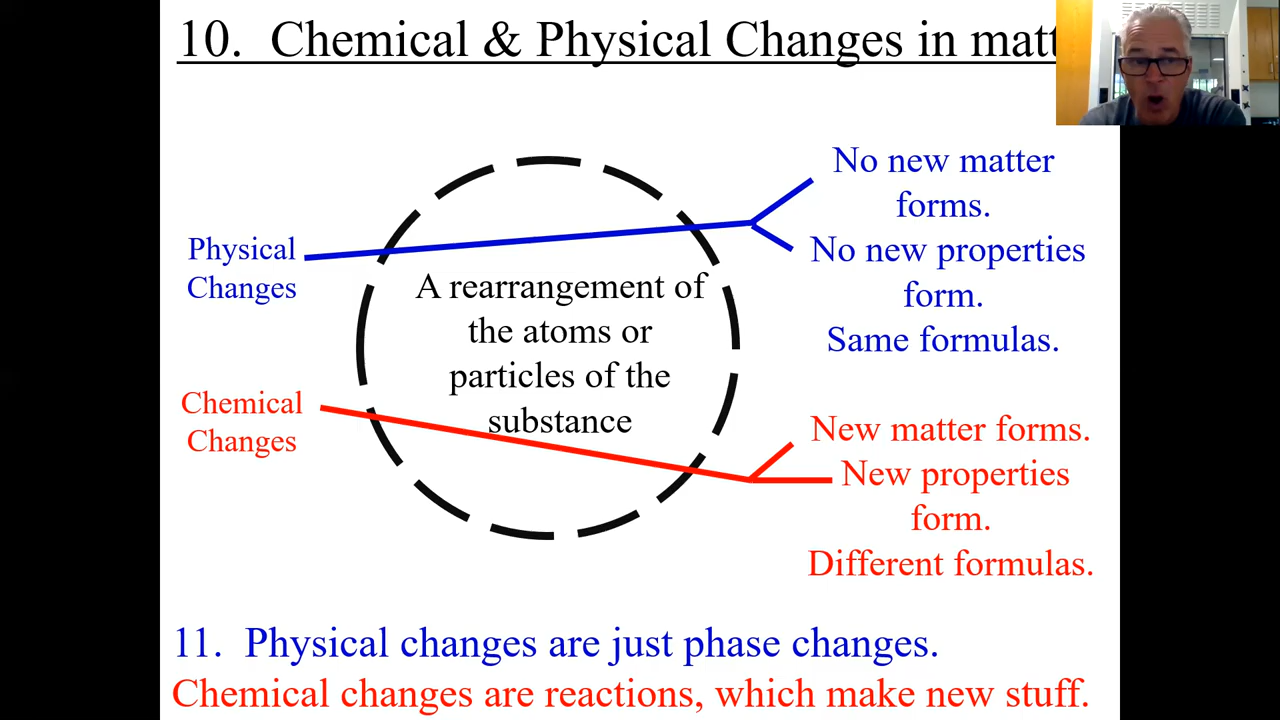 10. Chemical & Physical Changes in matt
Physical
Changes
No new matter
forms.
No new properties
form.
Same formulas.
A rearrangement of
the atoms or
particles of the
substance
Chemical
Changes
New matter forms.
New properties
form.
Different formulas.
11. Physical changes are just phase changes.
Chemical changes are reactions, which make new stuff.